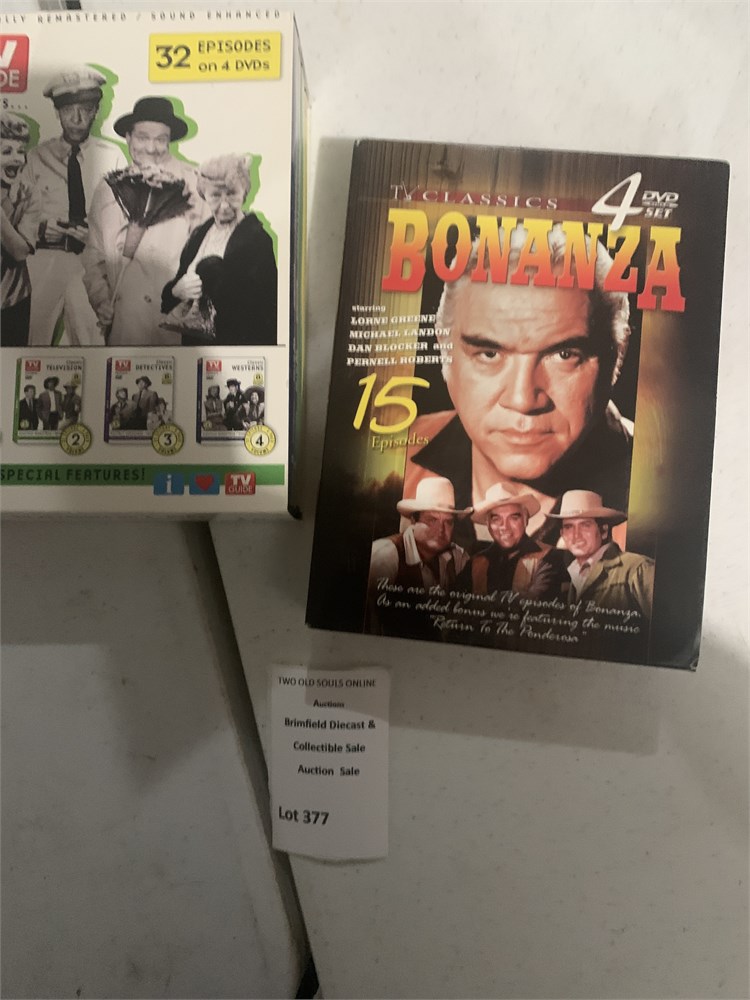 LLY REMASTERED / SOUND ENHANCED
32 EPISODES
on 4 DVDs
TV
CLASSICS
TELEVISION
DETECTIVES
WESTERNS
2
3
4
SPECIAL FEATURES!
i
TV
GUIDE
TV CLASSICS
4 DVD
SET
BONANZA
starring
LORNE GREENE
MICHAEL LANDON
DAN BLOCKER and
PERNELL ROBERTS
15
Episodes
These are the original TV episodes of Bonanza.
As an added bonus we're featuring the music
"Return To The Ponderosa"
TWO OLD SOULS ONLINE
Auctions
Brimfield Diecast &
Collectible Sale
Auction Sale
Lot 377